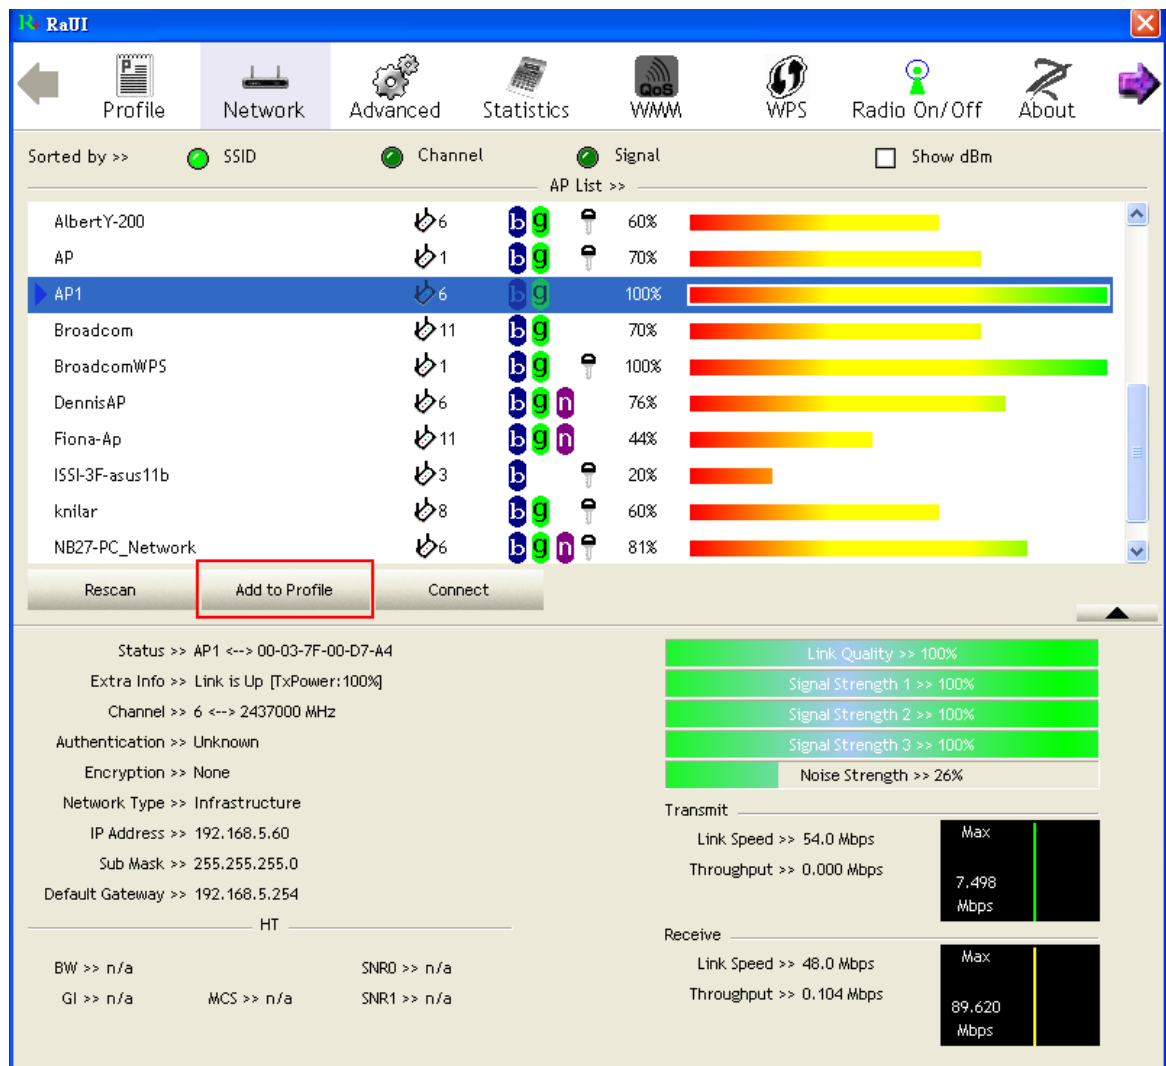 RaUI
Profile Network Advanced Statistics QoS WMM WPS Radio On/Off About
Sorted by >> SSID Channel Signal Show dBm
AP List >>
AlbertY-200 6 b g 60%
AP 1 b g 70%
AP1 6 b g 100%
Broadcom 11 b g 70%
BroadcomWPS 1 b g 100%
DennisAP 6 b g n 76%
Fiona-Ap 11 b g n 44%
ISSI-3F-asus11b 3 b 20%
knilar 8 b g 60%
NB27-PC_Network 6 b g n 81%
Rescan Add to Profile Connect
Status >> AP1 <--> 00-03-7F-00-D7-A4
Extra Info >> Link is Up [TxPower:100%]
Channel >> 6 <--> 2437000 MHz
Authentication >> Unknown
Encryption >> None
Network Type >> Infrastructure
IP Address >> 192.168.5.60
Sub Mask >> 255.255.255.0
Default Gateway >> 192.168.5.254
HT
BW >> n/a SNR0 >> n/a
GI >> n/a MCS >> n/a SNR1 >> n/a
Link Quality >> 100%
Signal Strength 1 >> 100%
Signal Strength 2 >> 100%
Signal Strength 3 >> 100%
Noise Strength >> 26%
Transmit
Link Speed >> 54.0 Mbps
Throughput >> 0.000 Mbps
Max
7.498
Mbps
Receive
Link Speed >> 48.0 Mbps
Throughput >> 0.104 Mbps
Max
89.620
Mbps